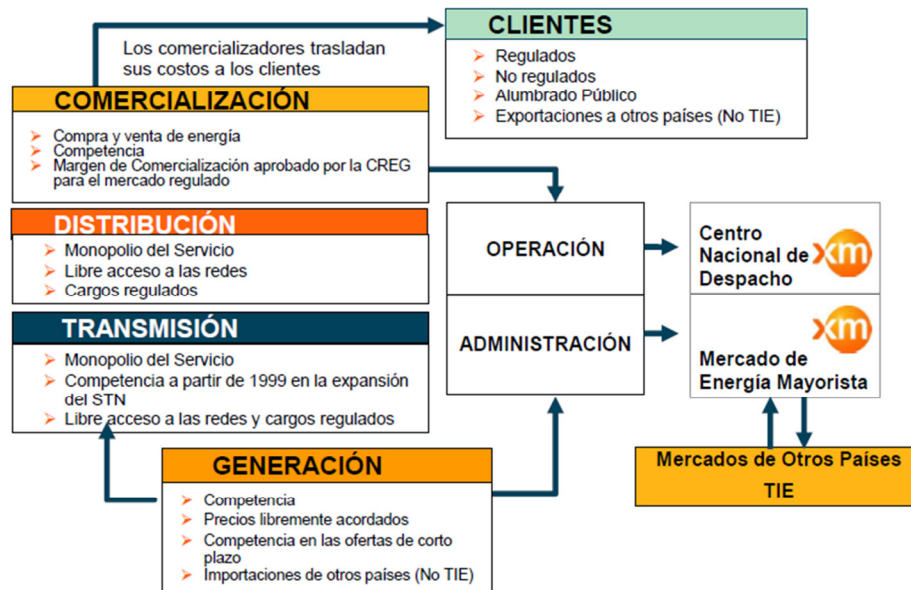 CLIENTES
Regulados
No regulados
Alumbrado Público
Exportaciones a otros países (No TIE)
Los comercializadores trasladan
sus costos a los clientes
COMERCIALIZACIÓN
Compra y venta de energía
Competencia
Margen de Comercialización aprobado por la CREG
para el mercado regulado
DISTRIBUCIÓN
Monopolio del Servicio
Libre acceso a las redes
Cargos regulados
TRANSMISIÓN
Monopolio del Servicio
Competencia a partir de 1999 en la expansión
del STN
Libre acceso a las redes y cargos regulados
GENERACIÓN
Competencia
Precios libremente acordados
Competencia en las ofertas de corto
plazo
Importaciones de otros países (No TIE)
OPERACIÓN
ADMINISTRACIÓN
Centro
Nacional de
Despacho
xm
xm
Mercado de
Energía Mayorista
Mercados de Otros Países
TIE